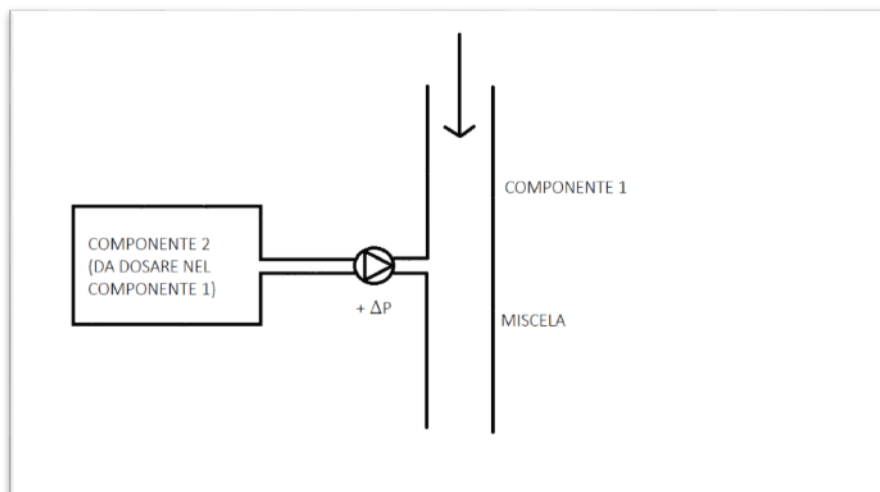 COMPONENTE 1
COMPONENTE 2
(DA DOSARE NEL
COMPONENTE 1)
+ ΔP
MISCELA